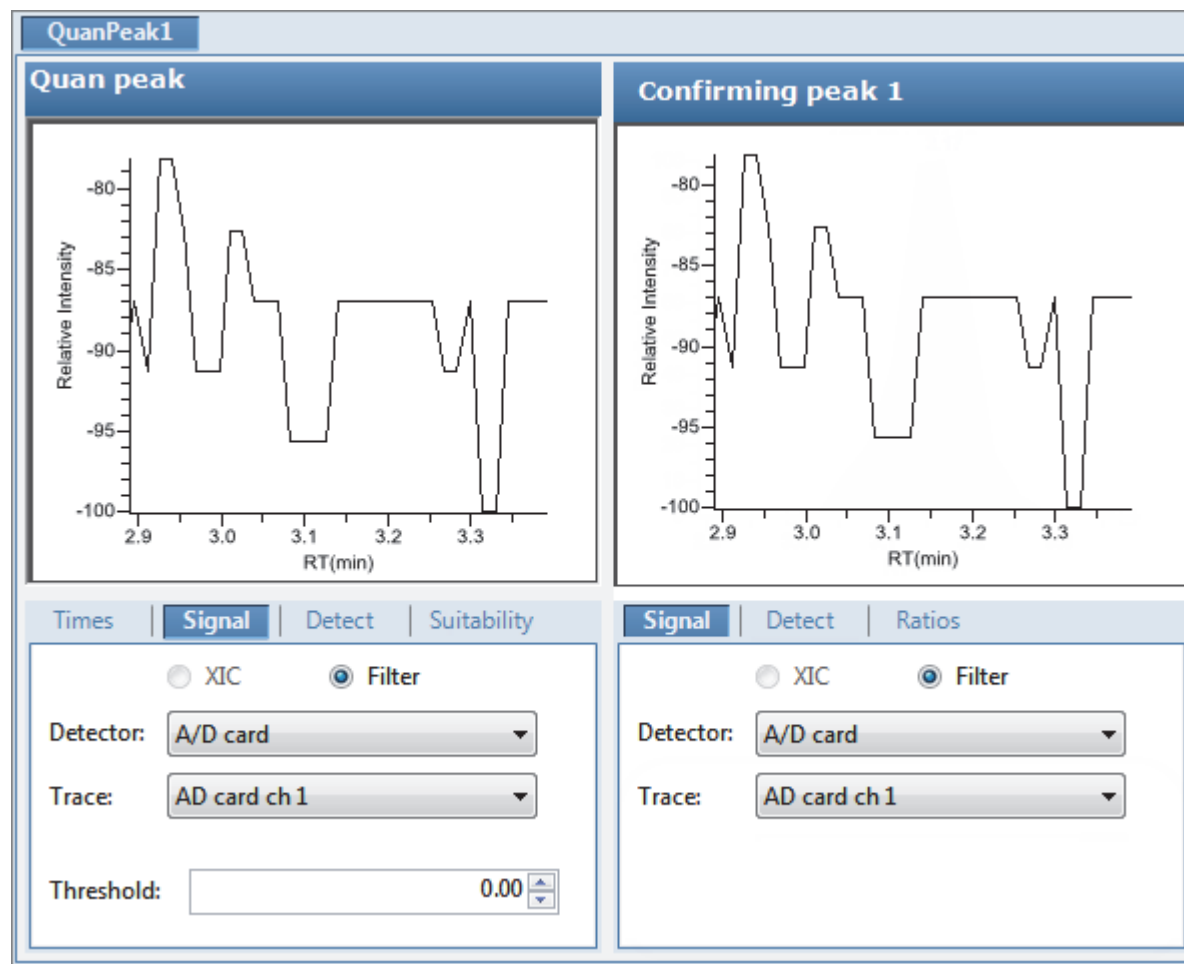 QuanPeak1
Quan peak
-80
-85
-90
-95
-100
Relative Intensity
2.9 3.0 3.1 3.2 3.3
RT(min)
Times Signal Detect Suitability
XIC Filter
Detector: A/D card
Trace: AD card ch 1
Threshold: 0.00
Confirming peak 1
-80
-85
-90
-95
-100
Relative Intensity
2.9 3.0 3.1 3.2 3.3
RT(min)
Signal Detect Ratios
XIC Filter
Detector: A/D card
Trace: AD card ch 1